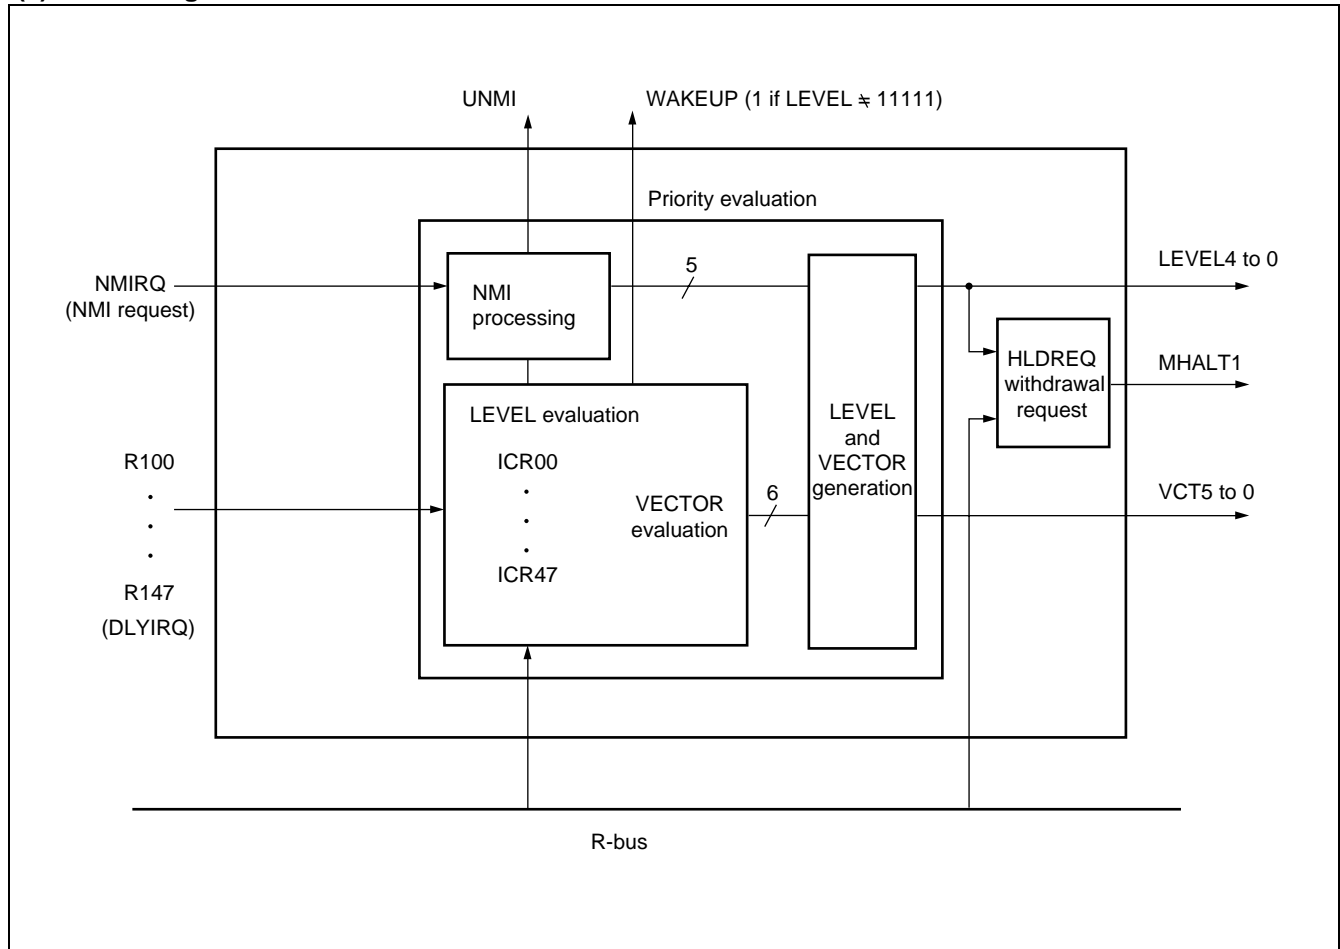 UNMI
WAKEUP (1 if LEVEL ≒ 11111)
Priority evaluation
NMIRQ
(NMI request)
NMI
processing
5
LEVEL4 to 0
HLDREQ
withdrawal
request
MHALT1
LEVEL evaluation
ICR00
.
.
.
ICR47
VECTOR
evaluation
6
LEVEL
and
VECTOR
generation
VCT5 to 0
R100
.
.
.
R147
(DLYIRQ)
R-bus